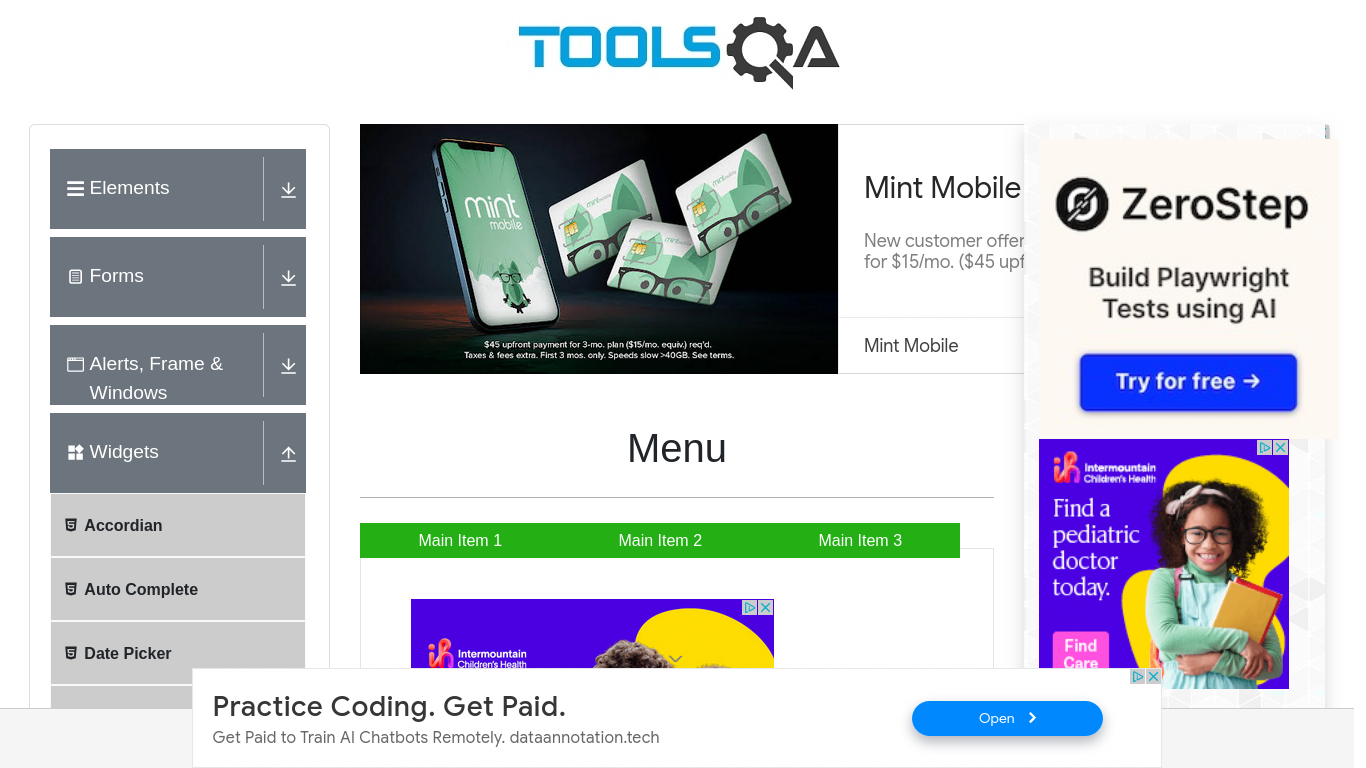 TOOLSQA
Elements
Forms
Alerts, Frame &
Windows
Widgets
Accordian
Auto Complete
Date Picker
mint
mobile
$45 upfront payment for 3-mo. plan ($15/mo. equiv.) req'd.
Taxes & fees extra. First 3 mos. only. Speeds slow >40GB. See terms.
Mint Mobile
New customer offer
for $15/mo. ($45 upf
Mint Mobile
Menu
Main Item 1
Main Item 2
Main Item 3
Intermountain
Children's Health
ZeroStep
Build Playwright
Tests using AI
Try for free →
Intermountain
Children's Health
Find a
pediatric
doctor
today.
Find
Care
Practice Coding. Get Paid.
Get Paid to Train AI Chatbots Remotely. dataannotation.tech
Open